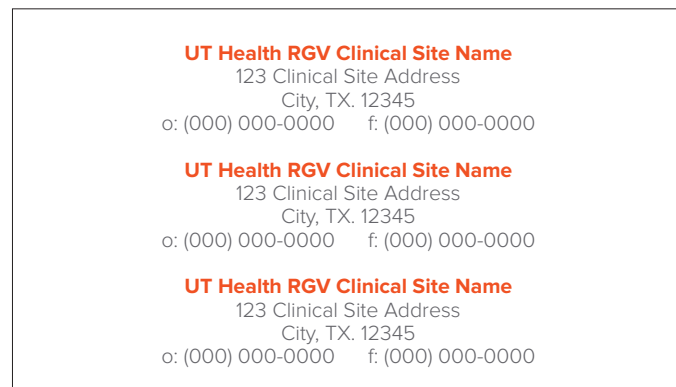 UT Health RGV Clinical Site Name
123 Clinical Site Address
City, TX. 12345
o: (000) 000-0000 f: (000) 000-0000
UT Health RGV Clinical Site Name
123 Clinical Site Address
City, TX. 12345
o: (000) 000-0000 f: (000) 000-0000
UT Health RGV Clinical Site Name
123 Clinical Site Address
City, TX. 12345
o: (000) 000-0000 f: (000) 000-0000